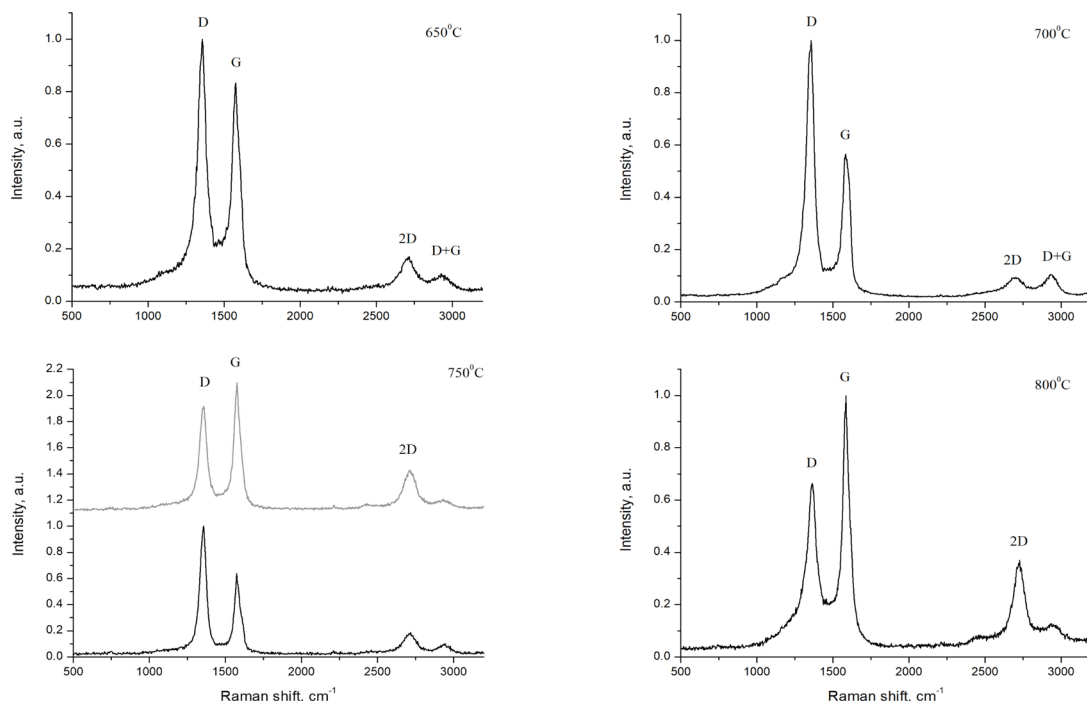 D
650⁰C
G
1.0
0.8
0.6
0.4
0.2
0.0
Intensity, a.u.
2D
D+G
500
1000
1500
2000
2500
3000
D
700⁰C
G
1.0
0.8
0.6
0.4
0.2
0.0
Intensity, a.u.
2D
D+G
500
1000
1500
2000
2500
3000
G
D
750⁰C
2D
2.2
2.0
1.8
1.6
1.4
1.2
1.0
0.8
0.6
0.4
0.2
0.0
Intensity, a.u.
500
1000
1500
2000
2500
3000
Raman shift, cm⁻¹
G
800⁰C
D
2D
1.0
0.8
0.6
0.4
0.2
0.0
Intensity, a.u.
500
1000
1500
2000
2500
3000
Raman shift, cm⁻¹